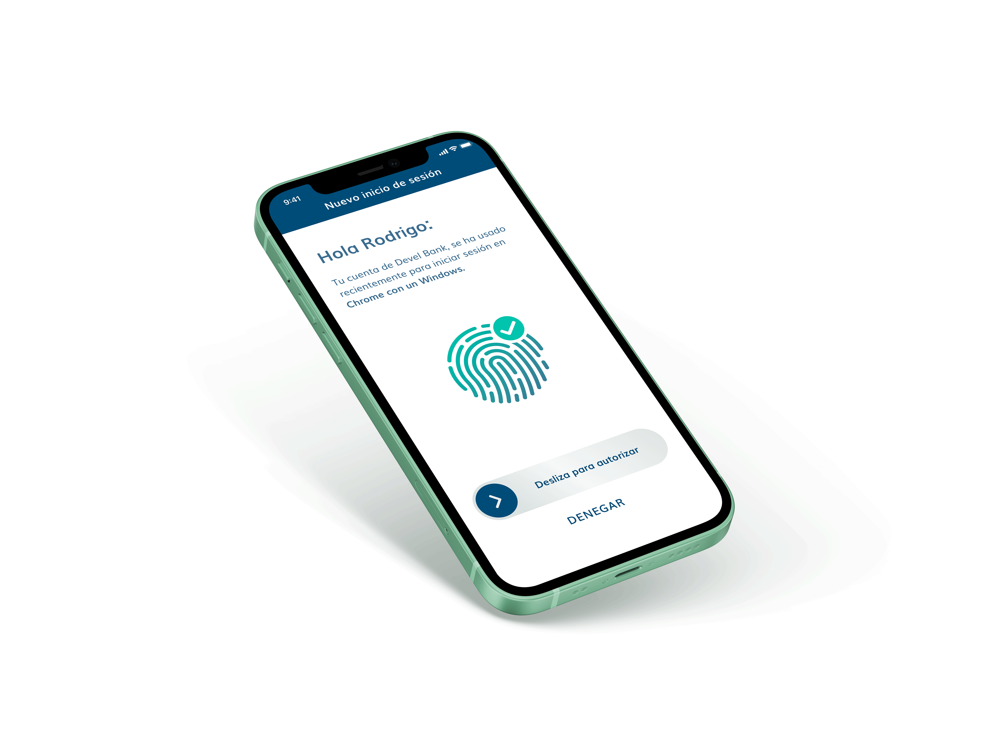 9:41
Nuevo inicio de sesión
Hola Rodrigo:
Tu cuenta de Devel Bank, se ha usado
recientemente para iniciar sesión en
Chrome con un Windows.
Desliza para autorizar
DENEGAR